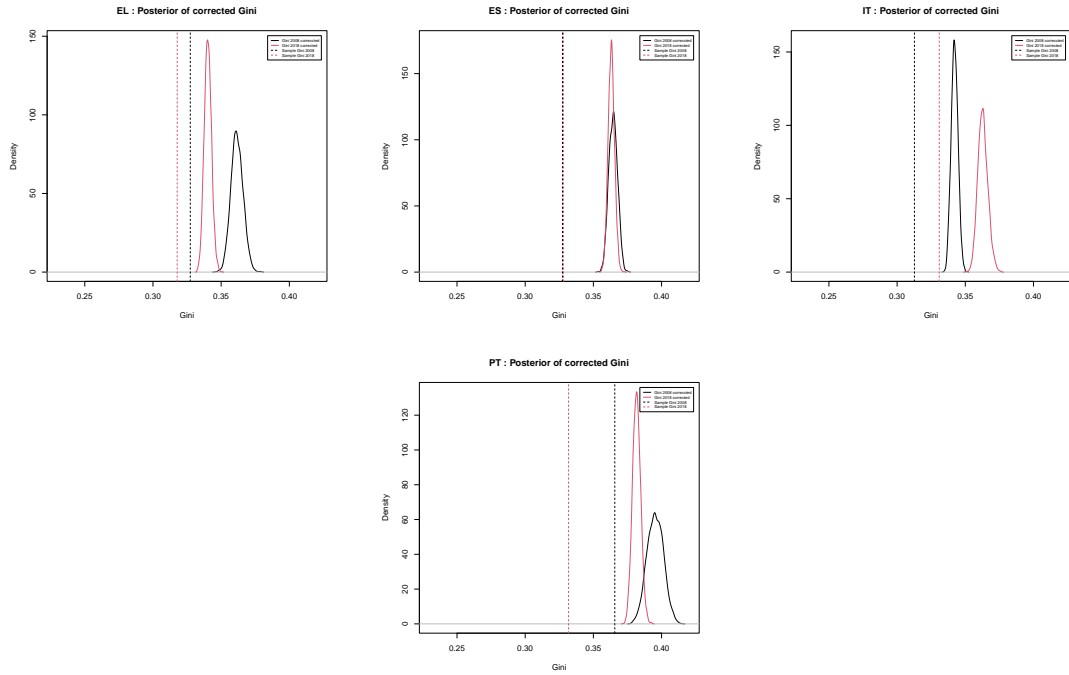 EL : Posterior of corrected Gini
Density
150
100
50
0
Gini 2008 corrected
Gini 2018 corrected
Sample Gini 2008
Sample Gini 2018
0.25 0.30 0.35 0.40
Gini
ES : Posterior of corrected Gini
Density
150
100
50
0
Gini 2008 corrected
Gini 2018 corrected
Sample Gini 2008
Sample Gini 2018
0.25 0.30 0.35 0.40
Gini
IT : Posterior of corrected Gini
Density
150
100
50
0
Gini 2008 corrected
Gini 2018 corrected
Sample Gini 2008
Sample Gini 2018
0.25 0.30 0.35 0.40
Gini
PT : Posterior of corrected Gini
Density
120
100
80
60
40
20
0
Gini 2008 corrected
Gini 2018 corrected
Sample Gini 2008
Sample Gini 2018
0.25 0.30 0.35 0.40
Gini